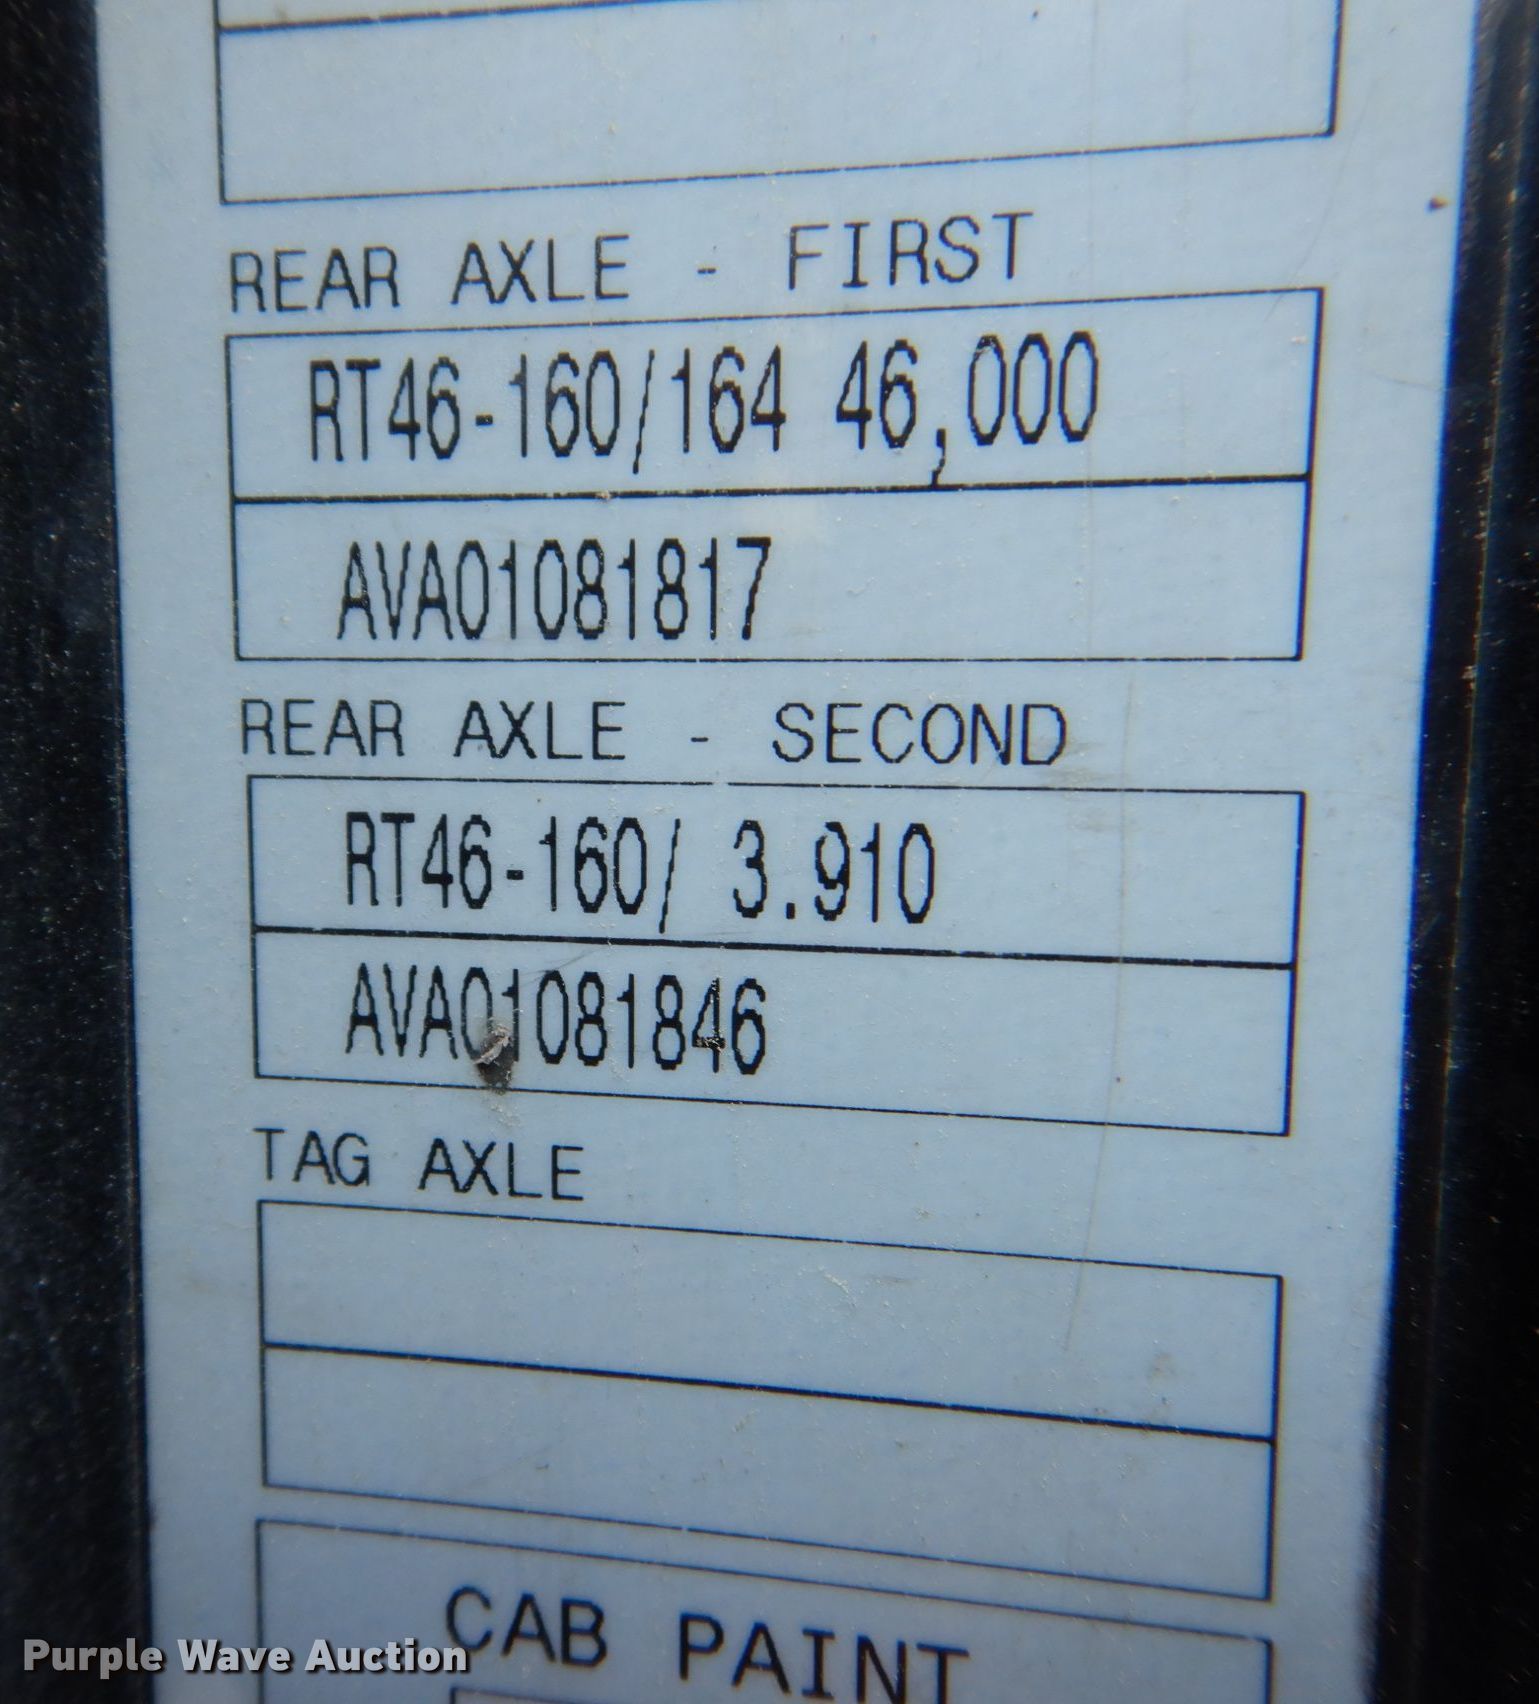 REAR AXLE - FIRST
RT46-160/164 46,000
AVA01081817
REAR AXLE - SECOND
RT46-160/ 3.910
AVA01081846
TAG AXLE
CAB PAINT
Purple Wave Auction